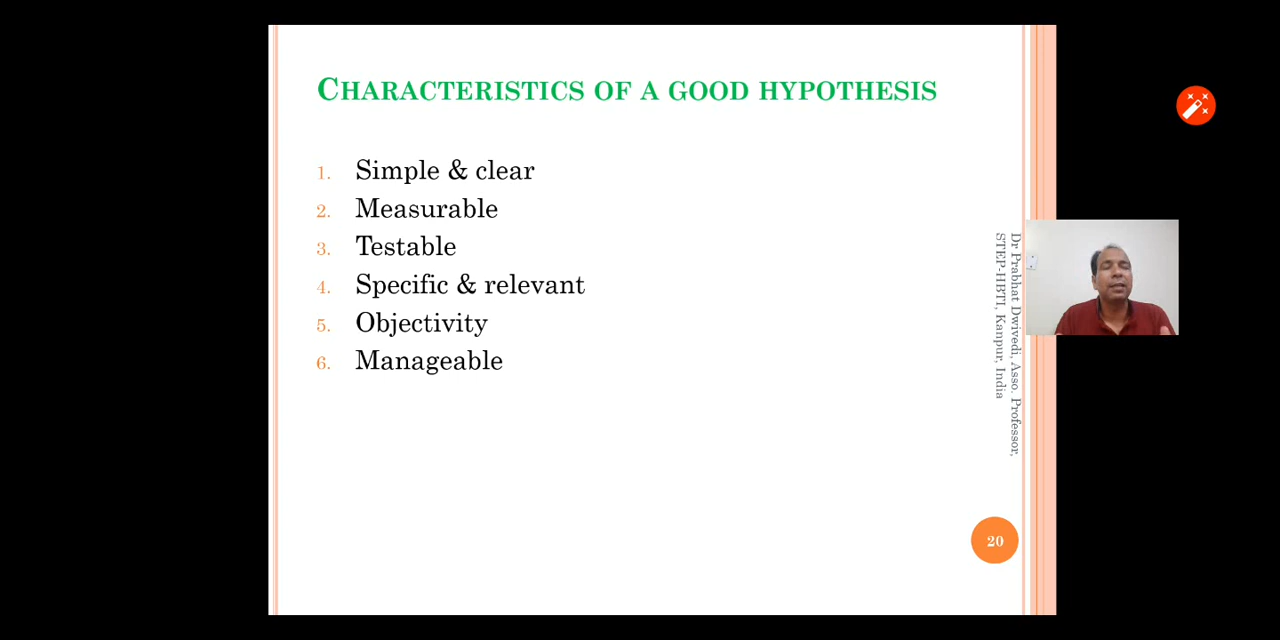 CHARACTERISTICS OF A GOOD HYPOTHESIS
1. Simple & clear
2. Measurable
3. Testable
4. Specific & relevant
5. Objectivity
6. Manageable
Dr Prabhat Dwivedi, Asso. Professor,
STEP-HBTI, Kanpur, India
20